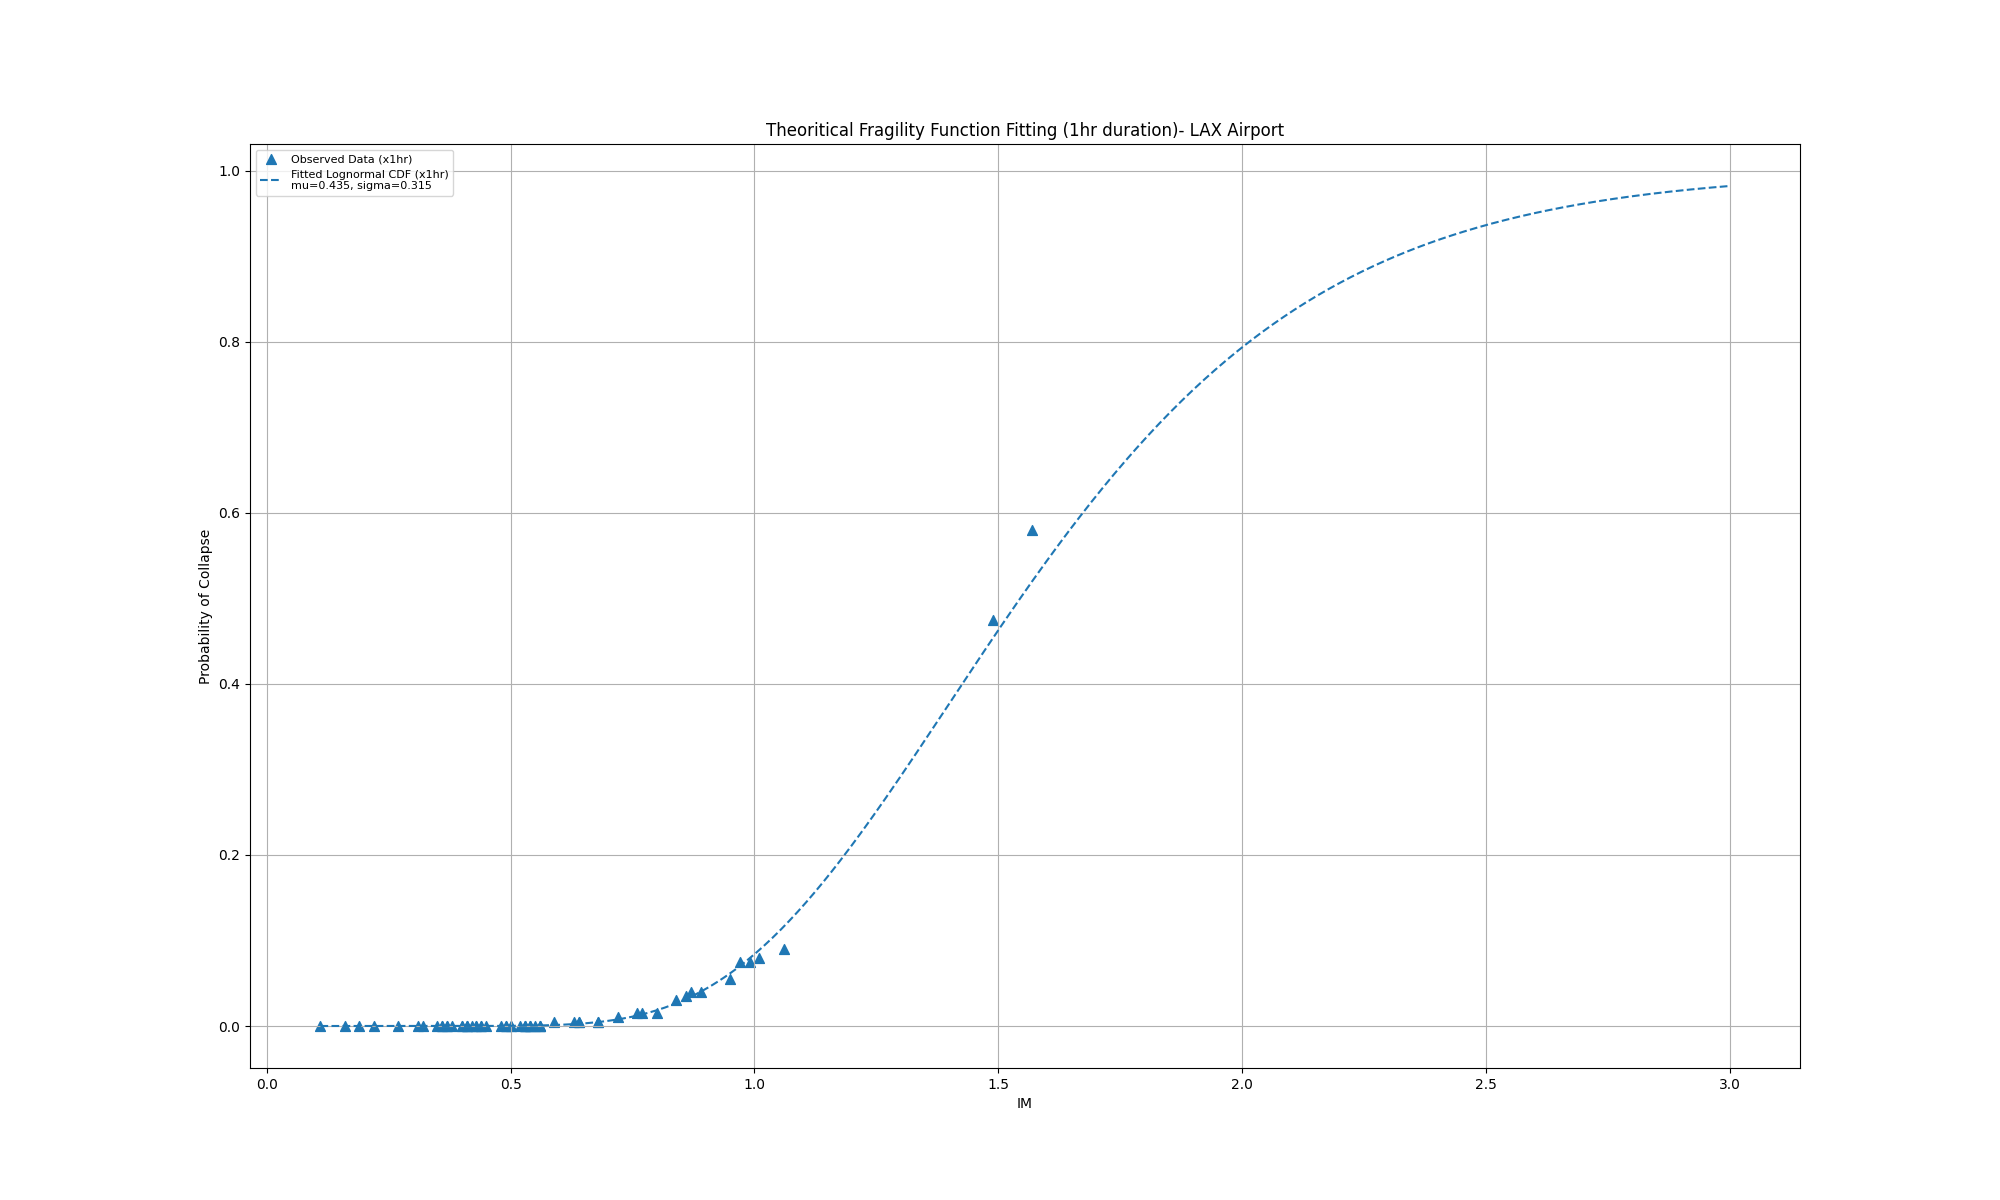 Theoritical Fragility Function Fitting (1hr duration)- LAX Airport
Observed Data (x1hr)
Fitted Lognormal CDF (x1hr)
mu=0.435, sigma=0.315
1.0
0.8
0.6
0.4
0.2
0.0
Probability of Collapse
0.0 0.5 1.0 1.5 2.0 2.5 3.0
IM